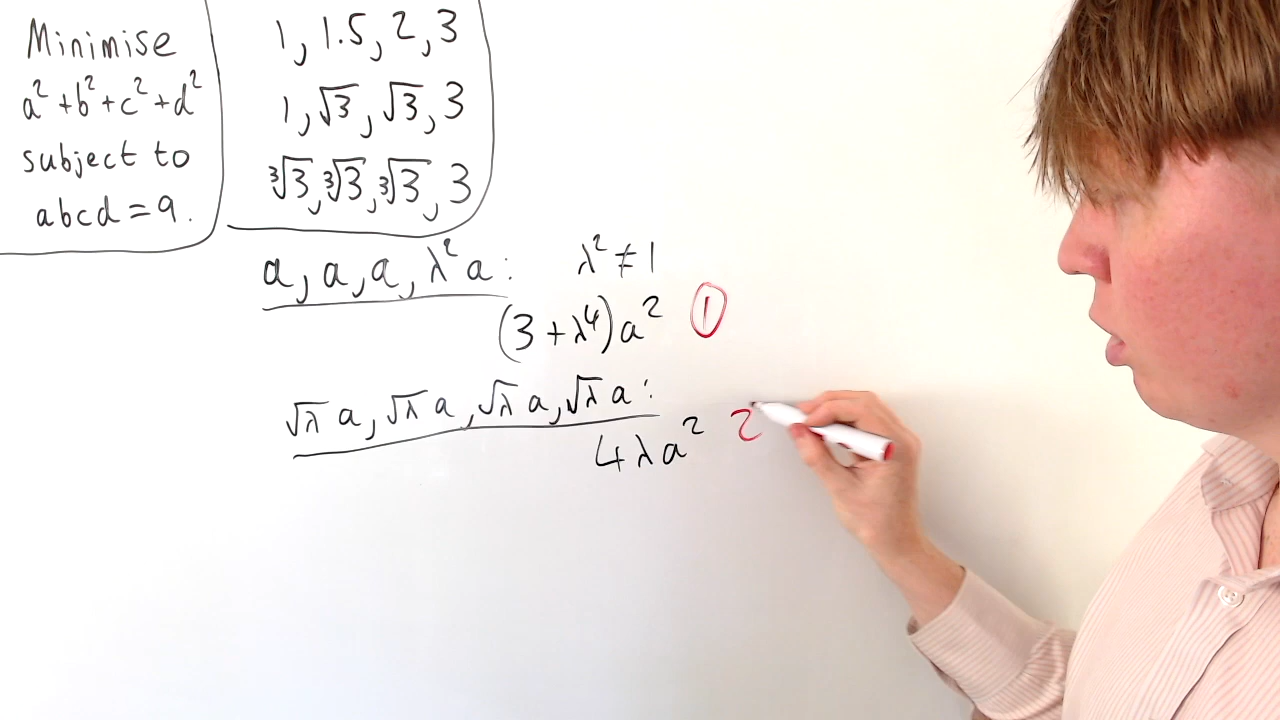 Minimise
a² + b² + c² + d²
subject to
abcd = 9.
1, 1.5, 2, 3
1, √3, √3, 3
∛3, ∛3, ∛3, 3
a, a, a, λ²a : λ² ≠ 1
(3 + λ⁴)a² ①
√λ a, √λ a, √λ a, √λ a :
4λa² 2